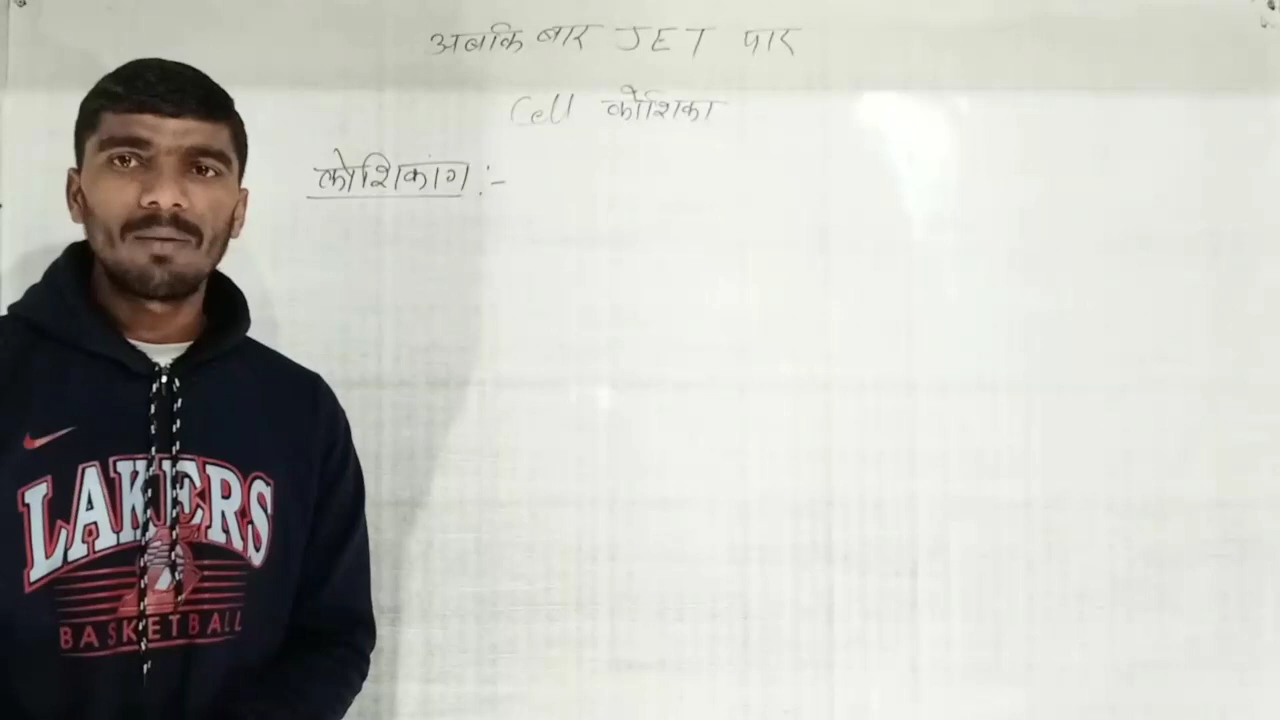 अबकि बार JET पार
Cell कोशिका
कोशिकांग :-
LAKERS
BASKETBALL